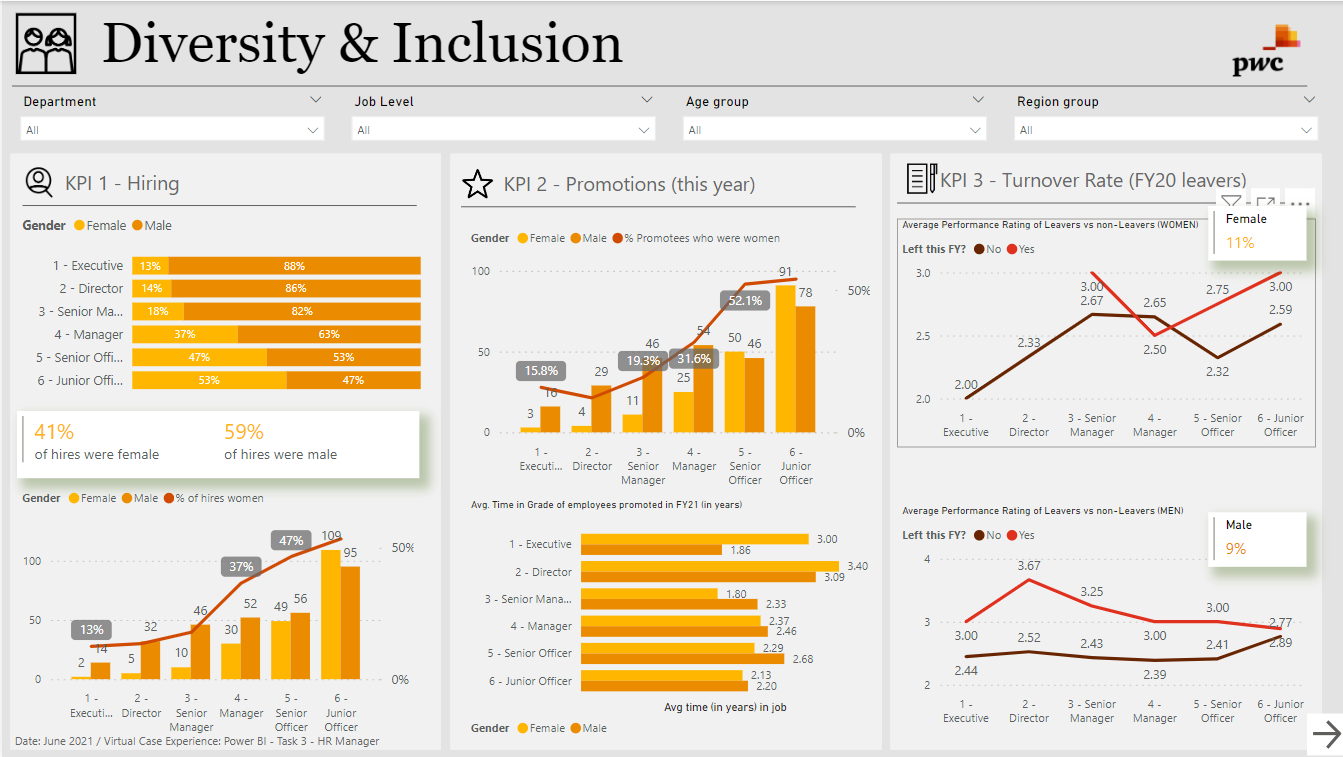 Diversity & Inclusion
pwc
Department
Job Level
Age group
Region group
All
All
All
All
KPI 1 - Hiring
Gender Female Male
1 - Executive 13% 88%
2 - Director 14% 86%
3 - Senior Ma... 18% 82%
4 - Manager 37% 63%
5 - Senior Offi... 47% 53%
6 - Junior Offi... 53% 47%
41% 59%
of hires were female of hires were male
Gender Female Male % of hires women
100
50
0
50%
0%
13%
37%
47%
2 14
5 32
10 46
30 52
49 56
109 95
1 -
Executi...
2 -
Director
3 -
Senior
Manager
4 -
Manager
5 -
Senior
Officer
6 -
Junior
Officer
Date: June 2021 / Virtual Case Experience: Power BI - Task 3 - HR Manager
KPI 2 - Promotions (this year)
Gender Female Male % Promotees who were women
100
50
0
50%
0%
15.8%
19.3%
31.6%
52.1%
3 16
4 29
11 46
25 54
50 46
91 78
1 -
Executi...
2 -
Director
3 -
Senior
Manager
4 -
Manager
5 -
Senior
Officer
6 -
Junior
Officer
Avg. Time in Grade of employees promoted in FY21 (in years)
1 - Executive 3.00
1.86
2 - Director 3.40
3.09
3 - Senior Mana... 1.80
2.33
4 - Manager 2.37
2.46
5 - Senior Officer 2.29
2.68
6 - Junior Officer 2.13
2.20
Avg time (in years) in job
Gender Female Male
KPI 3 - Turnover Rate (FY20 leavers)
Average Performance Rating of Leavers vs non-Leavers (WOMEN)
Female
11%
Left this FY? No Yes
3.0
2.5
2.0
2.00
2.33
3.00
2.67
2.65
2.50
2.75
2.32
3.00
2.59
1 -
Executive
2 -
Director
3 - Senior
Manager
4 -
Manager
5 - Senior
Officer
6 - Junior
Officer
Average Performance Rating of Leavers vs non-Leavers (MEN)
Male
9%
Left this FY? No Yes
4
3
2
3.00
2.44
3.67
2.52
3.25
2.43
3.00
2.39
3.00
2.41
2.77
2.89
1 -
Executive
2 -
Director
3 - Senior
Manager
4 -
Manager
5 - Senior
Officer
6 - Junior
Officer